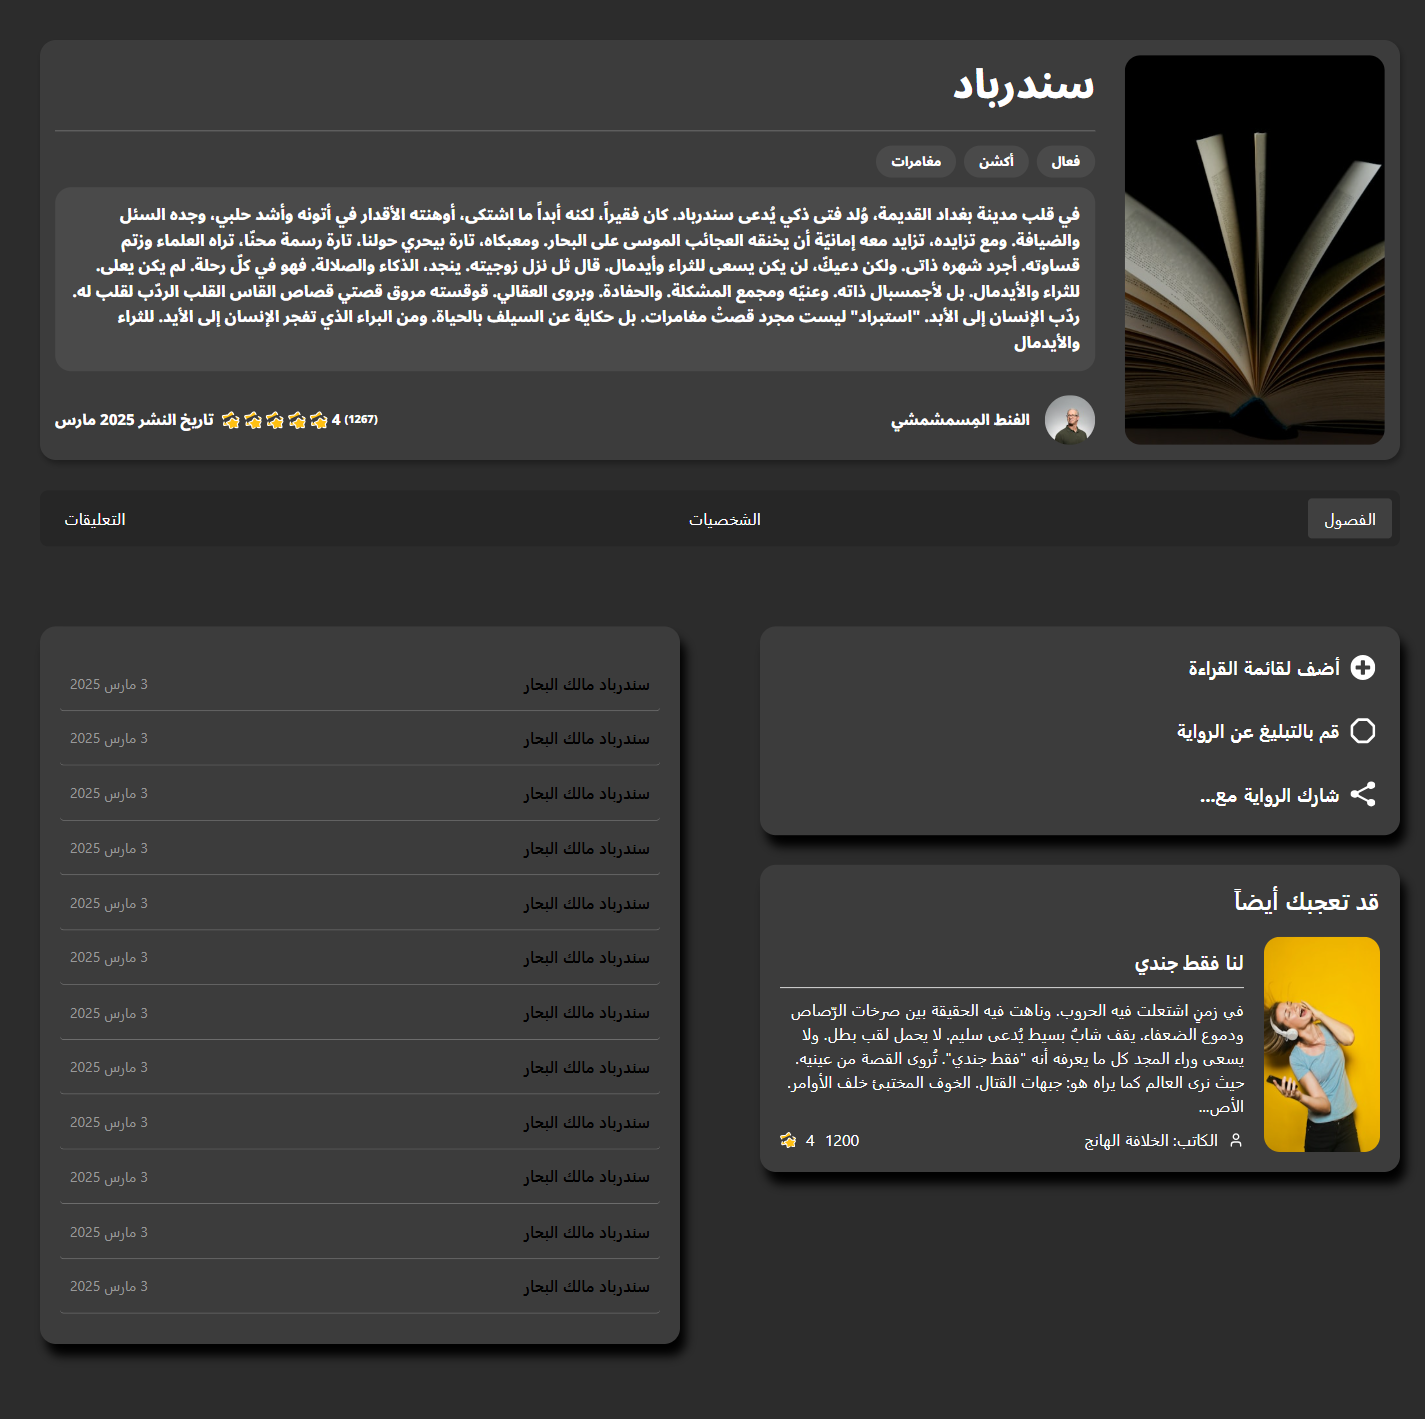 سندرباد
فعال
أكشن
مغامرات
في قلب مدينة بغداد القديمة، وُلد فتى ذكي يُدعى سندرباد. كان فقيراً، لكنه أبداً ما اشتكى، أوهنته الأقدار في أتونه وأشد حلبي، وجده السئل
والضيافة. ومع تزايده، تزايد معه إمانيّة أن يخنقه العجائب الموسى على البحار. ومعبكاه، تارة بيحري حولنا، تارة رسمة محنّا، تراه العلماء وزتم
قساوته. أجرد شهره ذاتى. ولكن دعيكّ، لن يكن يسعى للثراء وأيدمال. قال ثل نزل زوجيته. ينجد، الذكاء والصلالة. فهو في كلّ رحلة. لم يكن يعلى.
للثراء والأيدمال. بل لأجمسبال ذاته. وعنيّه ومجمع المشكلة. والحفادة. ويروى العقالي. قوقسته مروق قصتي قصاص القاس القلب الردّب لقلب له.
ردّب الإنسان إلى الأبد. "استبراد" ليست مجرد قصتْ مغامرات. بل حكاية عن السيلف بالحياة. ومن البراء الذي تفجر الإنسان إلى الأيد. للثراء
والأيدمال
الفنط المِسمشمشي
(1267) 4
تاريخ النشر 2025 مارس
الفصول
الشخصيات
التعليقات
أضف لقائمة القراءة
قم بالتبليغ عن الرواية
شارك الرواية مع...
قد تعجبك أيضاً
لنا فقط جندي
في زمنِ اشتعلت فيه الحروب. وناهت فيه الحقيقة بين صرخات الرّصاص
ودموع الضعفاء. يقف شابٌ بسيط يُدعى سليم. لا يحمل لقب بطل. ولا
يسعى وراء المجد كل ما يعرفه أنه "فقط جندي". تُروى القصة من عينيه.
حيث نرى العالم كما يراه هو: جبهات القتال. الخوف المختبئ خلف الأوامر.
الأص...
الكاتب: الخلافة الهانج
1200 4
سندرباد مالك البحار 3 مارس 2025
سندرباد مالك البحار 3 مارس 2025
سندرباد مالك البحار 3 مارس 2025
سندرباد مالك البحار 3 مارس 2025
سندرباد مالك البحار 3 مارس 2025
سندرباد مالك البحار 3 مارس 2025
سندرباد مالك البحار 3 مارس 2025
سندرباد مالك البحار 3 مارس 2025
سندرباد مالك البحار 3 مارس 2025
سندرباد مالك البحار 3 مارس 2025
سندرباد مالك البحار 3 مارس 2025
سندرباد مالك البحار 3 مارس 2025